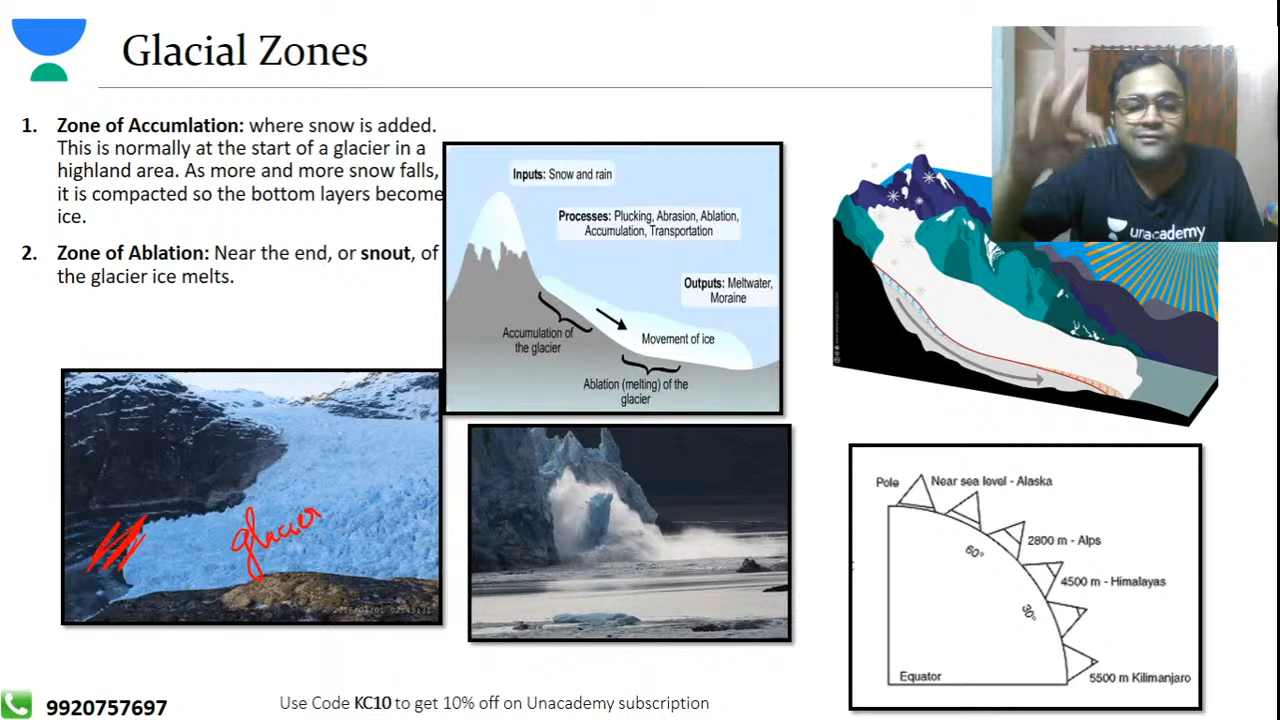 Glacial Zones
1. Zone of Accumlation: where snow is added.
This is normally at the start of a glacier in a
highland area. As more and more snow falls,
it is compacted so the bottom layers become
ice.
2. Zone of Ablation: Near the end, or snout, of
the glacier ice melts.
Inputs: Snow and rain
Processes: Plucking, Abrasion, Ablation,
Accumulation, Transportation
Outputs: Meltwater,
Moraine
Accumulation of
the glacier
Movement of ice
Ablation (melting) of the
glacier
unacademy
glacier
Pole
Near sea level - Alaska
2800 m - Alps
60°
4500 m - Himalayas
30°
Equator
5500 m Kilimanjaro
9920757697
Use Code KC10 to get 10% off on Unacademy subscription